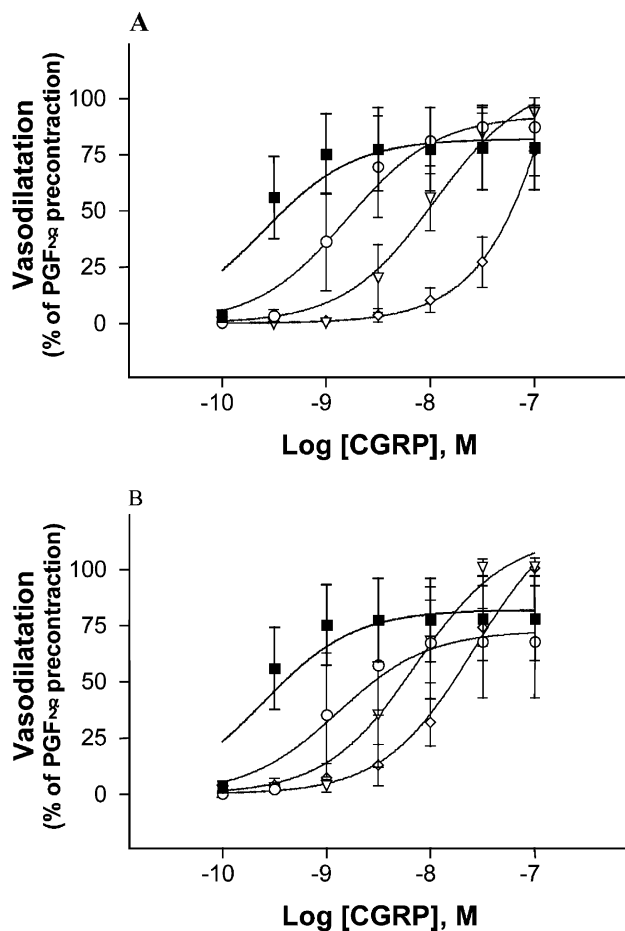 A
Vasodilatation
(% of PGF2α precontraction)
100
75
50
25
0
-10
-9
-8
-7
Log [CGRP], M
B
Vasodilatation
(% of PGF2α precontraction)
100
75
50
25
0
-10
-9
-8
-7
Log [CGRP], M